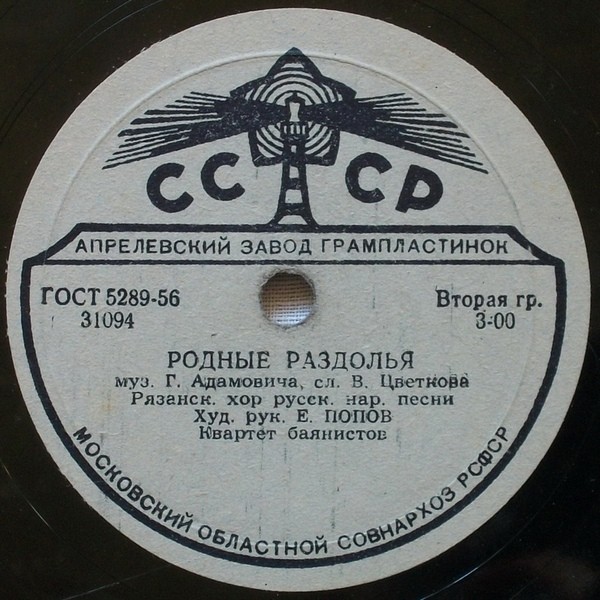 СССР
АПРЕЛЕВСКИЙ ЗАВОД ГРАМПЛАСТИНОК
ГОСТ 5289-56
31094
Вторая гр.
3-00
РОДНЫЕ РАЗДОЛЬЯ
муз. Г. Адамовича, сл. В. Цветкова
Рязанск. хор русск. нар. песни
Худ. рук. Е. ПОПОВ
Квартет баянистов
МОСКОВСКИЙ ОБЛАСТНОЙ СОВНАРХОЗ РСФСР